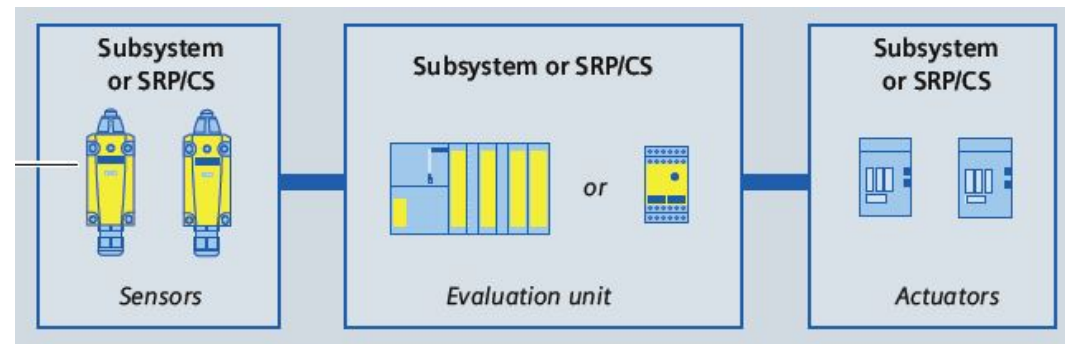 Subsystem
or SRP/CS
Sensors
Subsystem or SRP/CS
or
Evaluation unit
Subsystem
or SRP/CS
Actuators